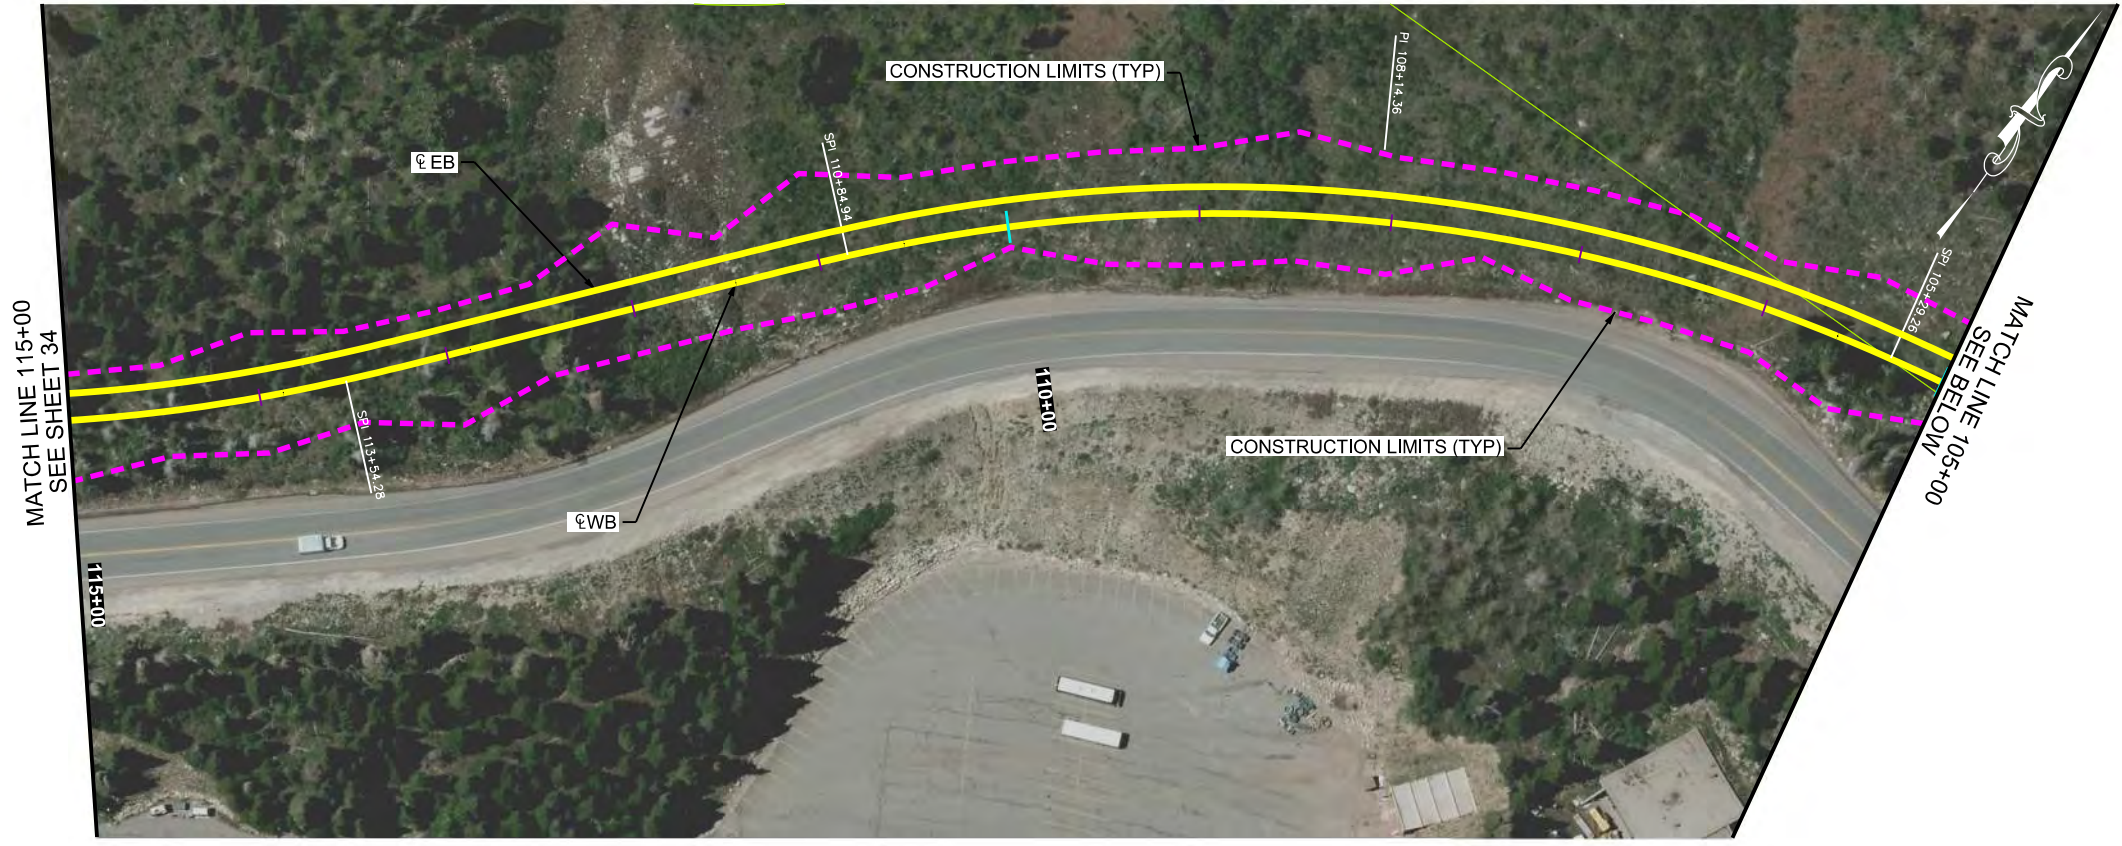 CONSTRUCTION LIMITS (TYP)
PI 108+14.36
℄ EB
SPI 110+84.94
SPI 105+29.26
MATCH LINE 115+00
SEE SHEET 34
MATCH LINE 105+00
SEE BELOW
110+00
SPI 113+54.28
CONSTRUCTION LIMITS (TYP)
℄ WB
115+00